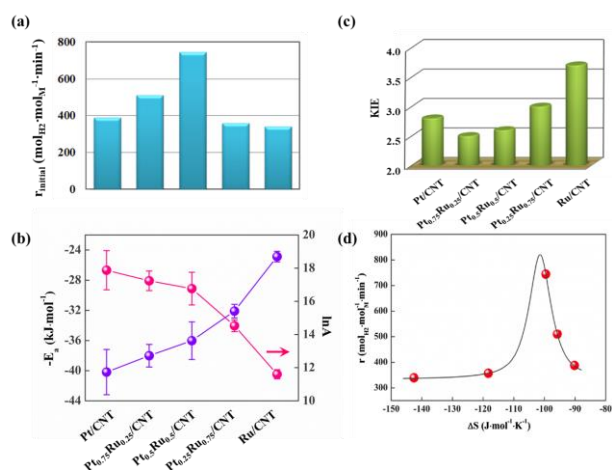 (a)
r_initial (mol_H2·mol_M^-1·min^-1)
800
600
400
200
0
(c)
KIE
4.0
3.5
3.0
2.5
2.0
Pt/CNT
Pt0.75Ru0.25/CNT
Pt0.5Ru0.5/CNT
Pt0.25Ru0.75/CNT
Ru/CNT
(b)
-Ea (kJ·mol^-1)
-24
-28
-32
-36
-40
-44
20
18
16
14
12
10
lnA
Pt/CNT
Pt0.75Ru0.25/CNT
Pt0.5Ru0.5/CNT
Pt0.25Ru0.75/CNT
Ru/CNT
(d)
r (mol_H2·mol_M^-1·min^-1)
900
800
700
600
500
400
300
-150 -140 -130 -120 -110 -100 -90 -80
ΔS (J·mol^-1·K^-1)